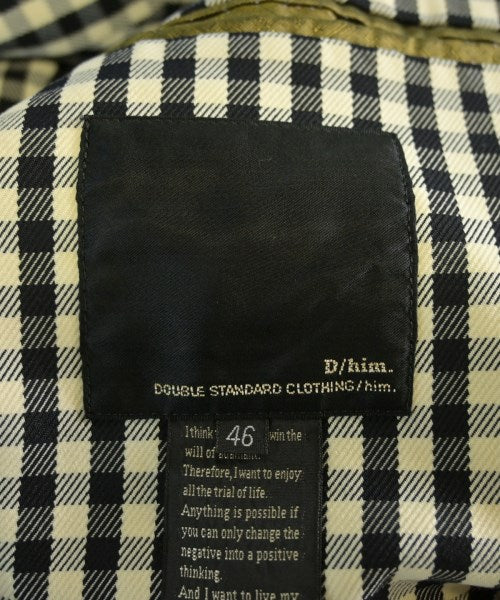 D/him.
DOUBLE STANDARD CLOTHING/him.
46
I think win the
will of
Therefore, I want to enjoy
all the trial of life.
Anything is possible if
you can only change the
negative into a positive
thinking.
And I want to live my